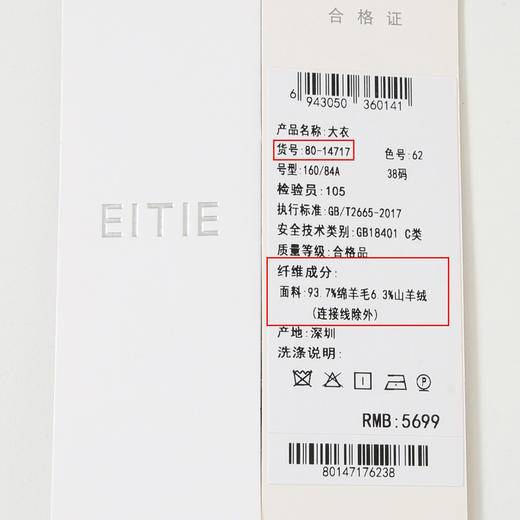 合格证
6 943050 360141
产品名称:大衣
货号:80-14717 色号:62
号型:160/84A 38码
检验员:105
执行标准:GB/T2665-2017
安全技术类别:GB18401 C类
质量等级:合格品
纤维成分:
面料:93.7%绵羊毛6.3%山羊绒
(连接线除外)
产地:深圳
洗涤说明:
P
RMB:5699
80147176238
EITIE